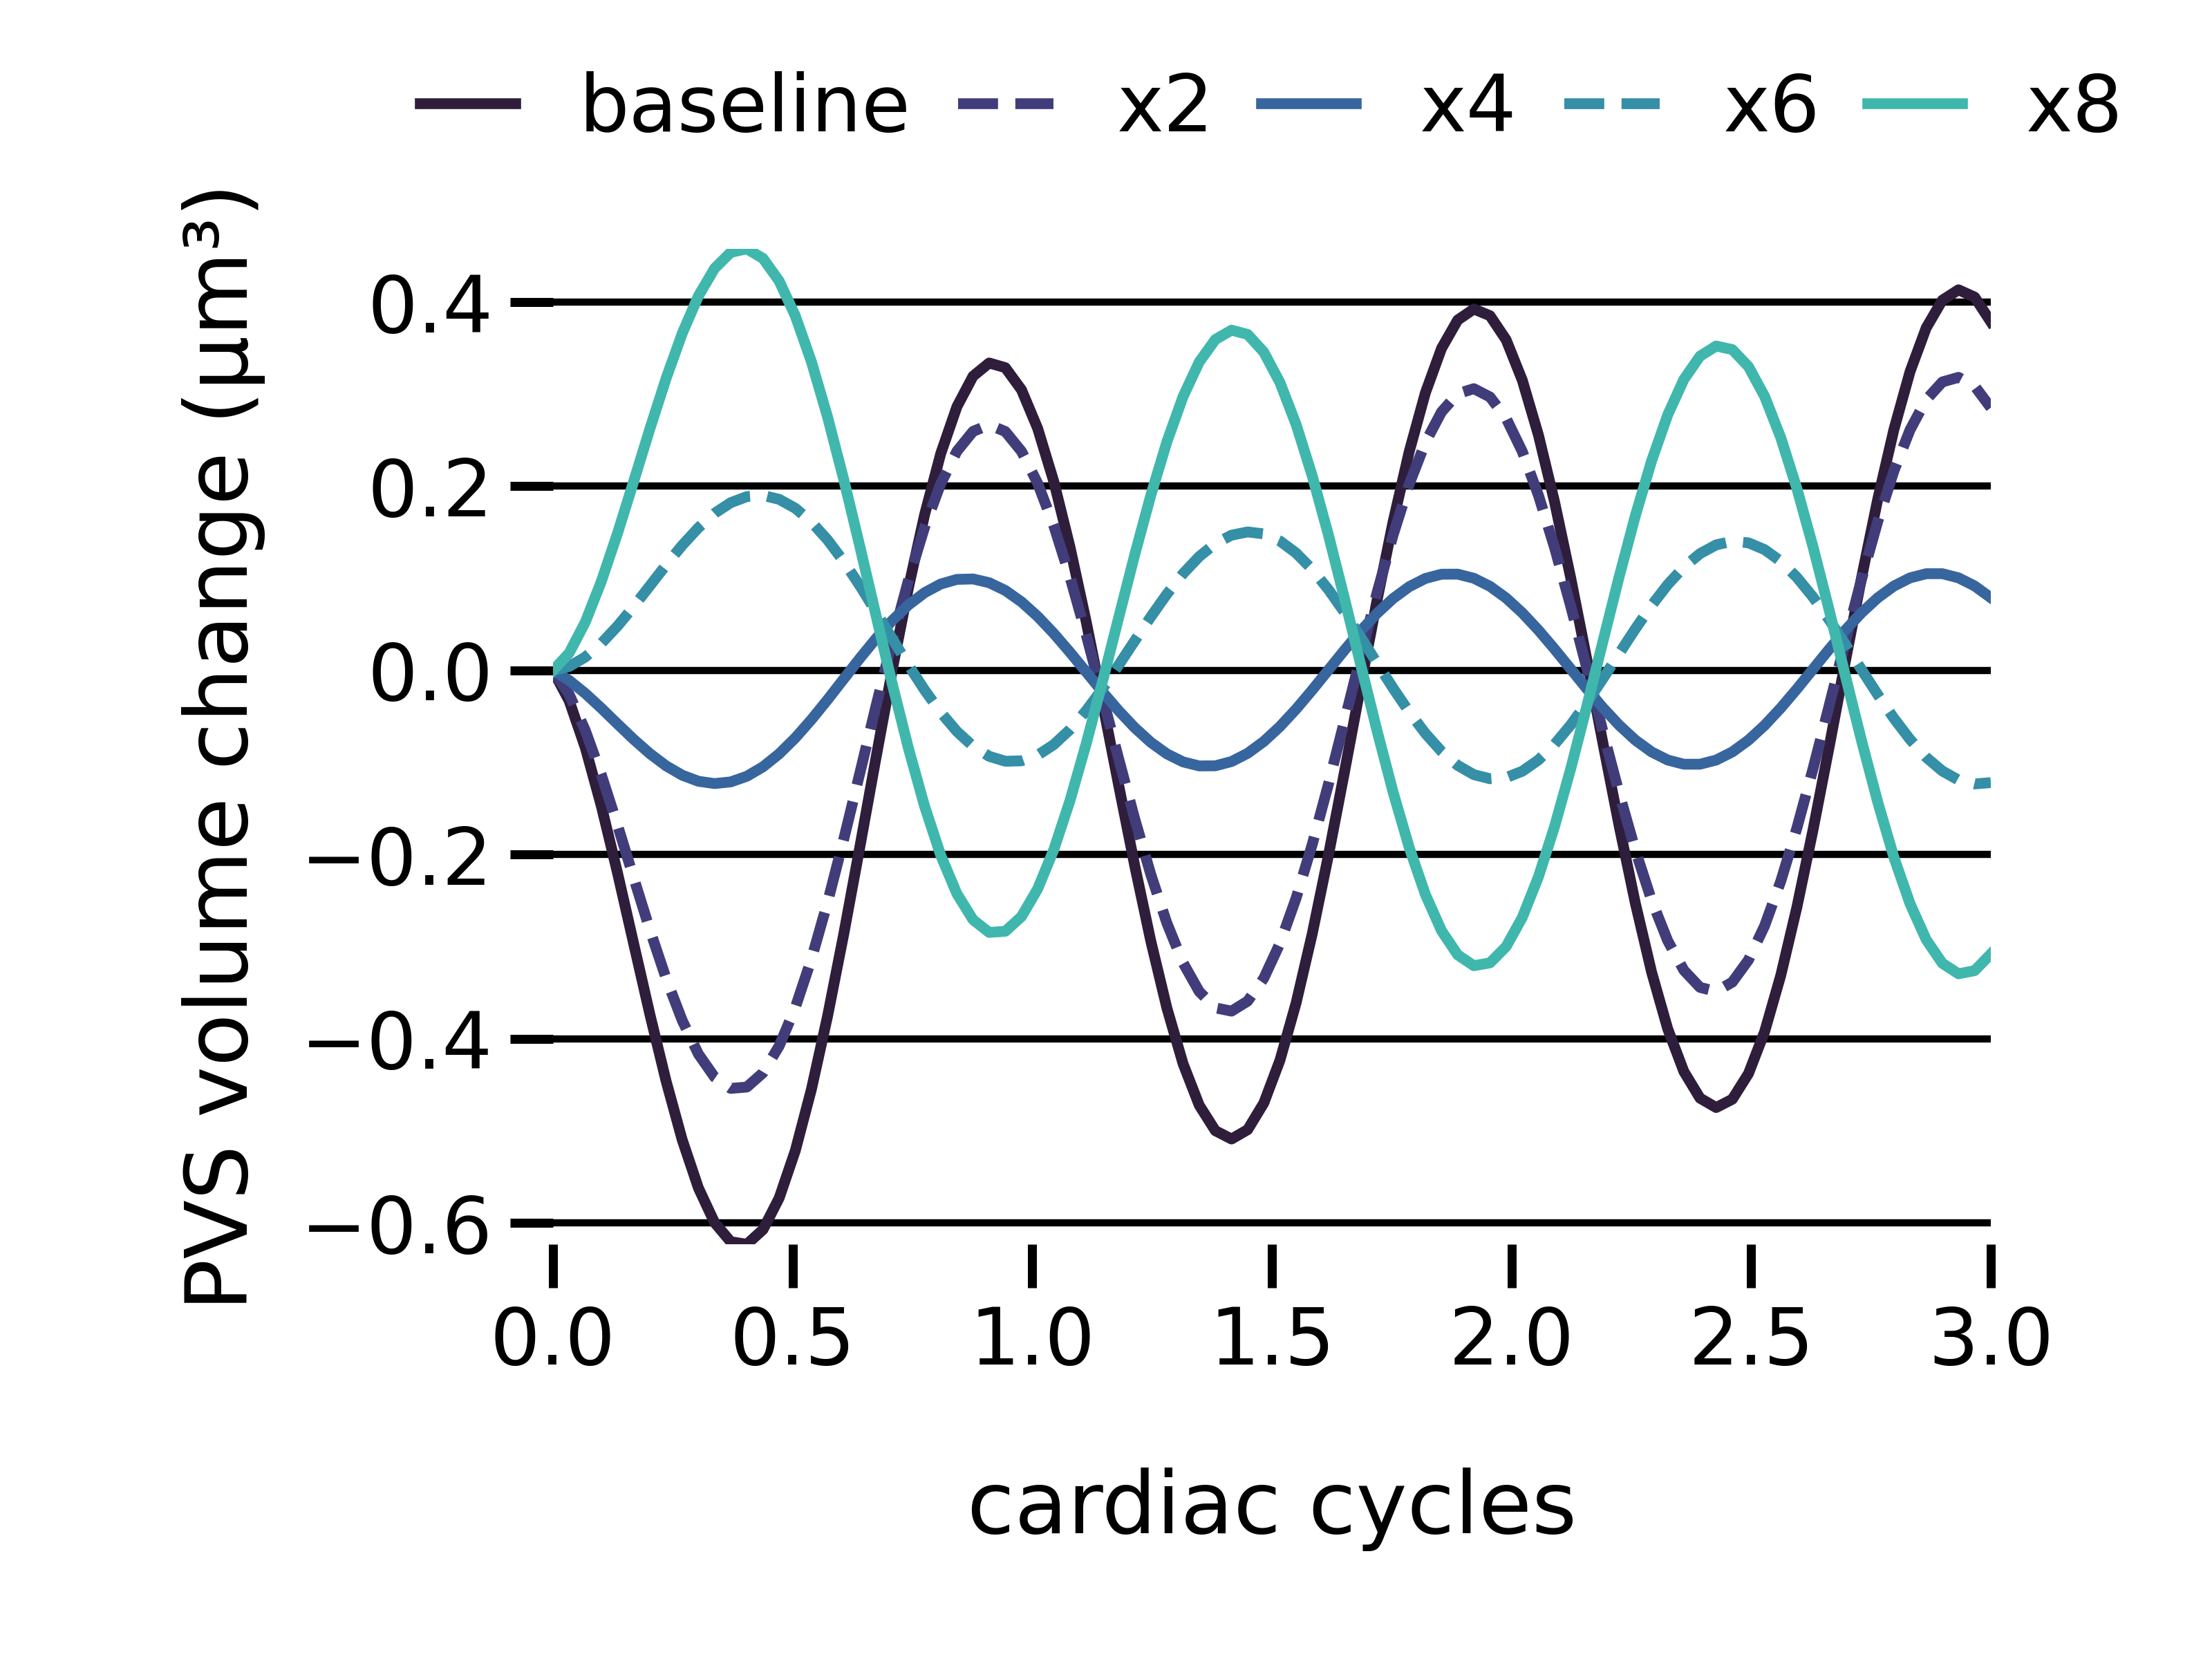 baseline x2 x4 x6 x8
PVS volume change (µm³)
0.4
0.2
0.0
−0.2
−0.4
−0.6
0.0 0.5 1.0 1.5 2.0 2.5 3.0
cardiac cycles